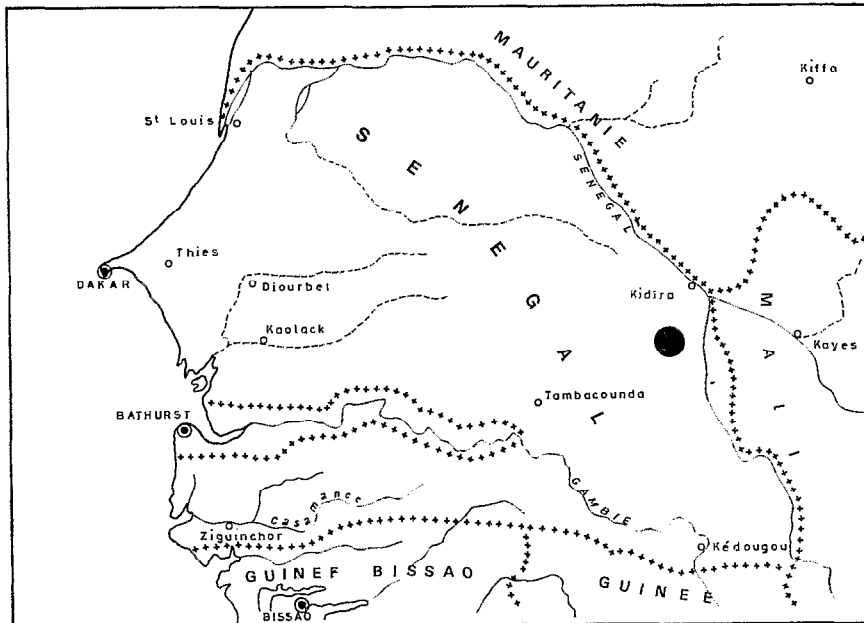 MAURITANIE
Kiffa
St Louis
SENEGAL
SENEGAL
Thies
DAKAR
Diourbel
Kidira
MALI
Kaolack
Kayes
Tambacounda
BATHURST
GAMBIE
Casamance
Ziguinchor
Kédougou
GUINEF BISSAO
GUINEE
BISSAO